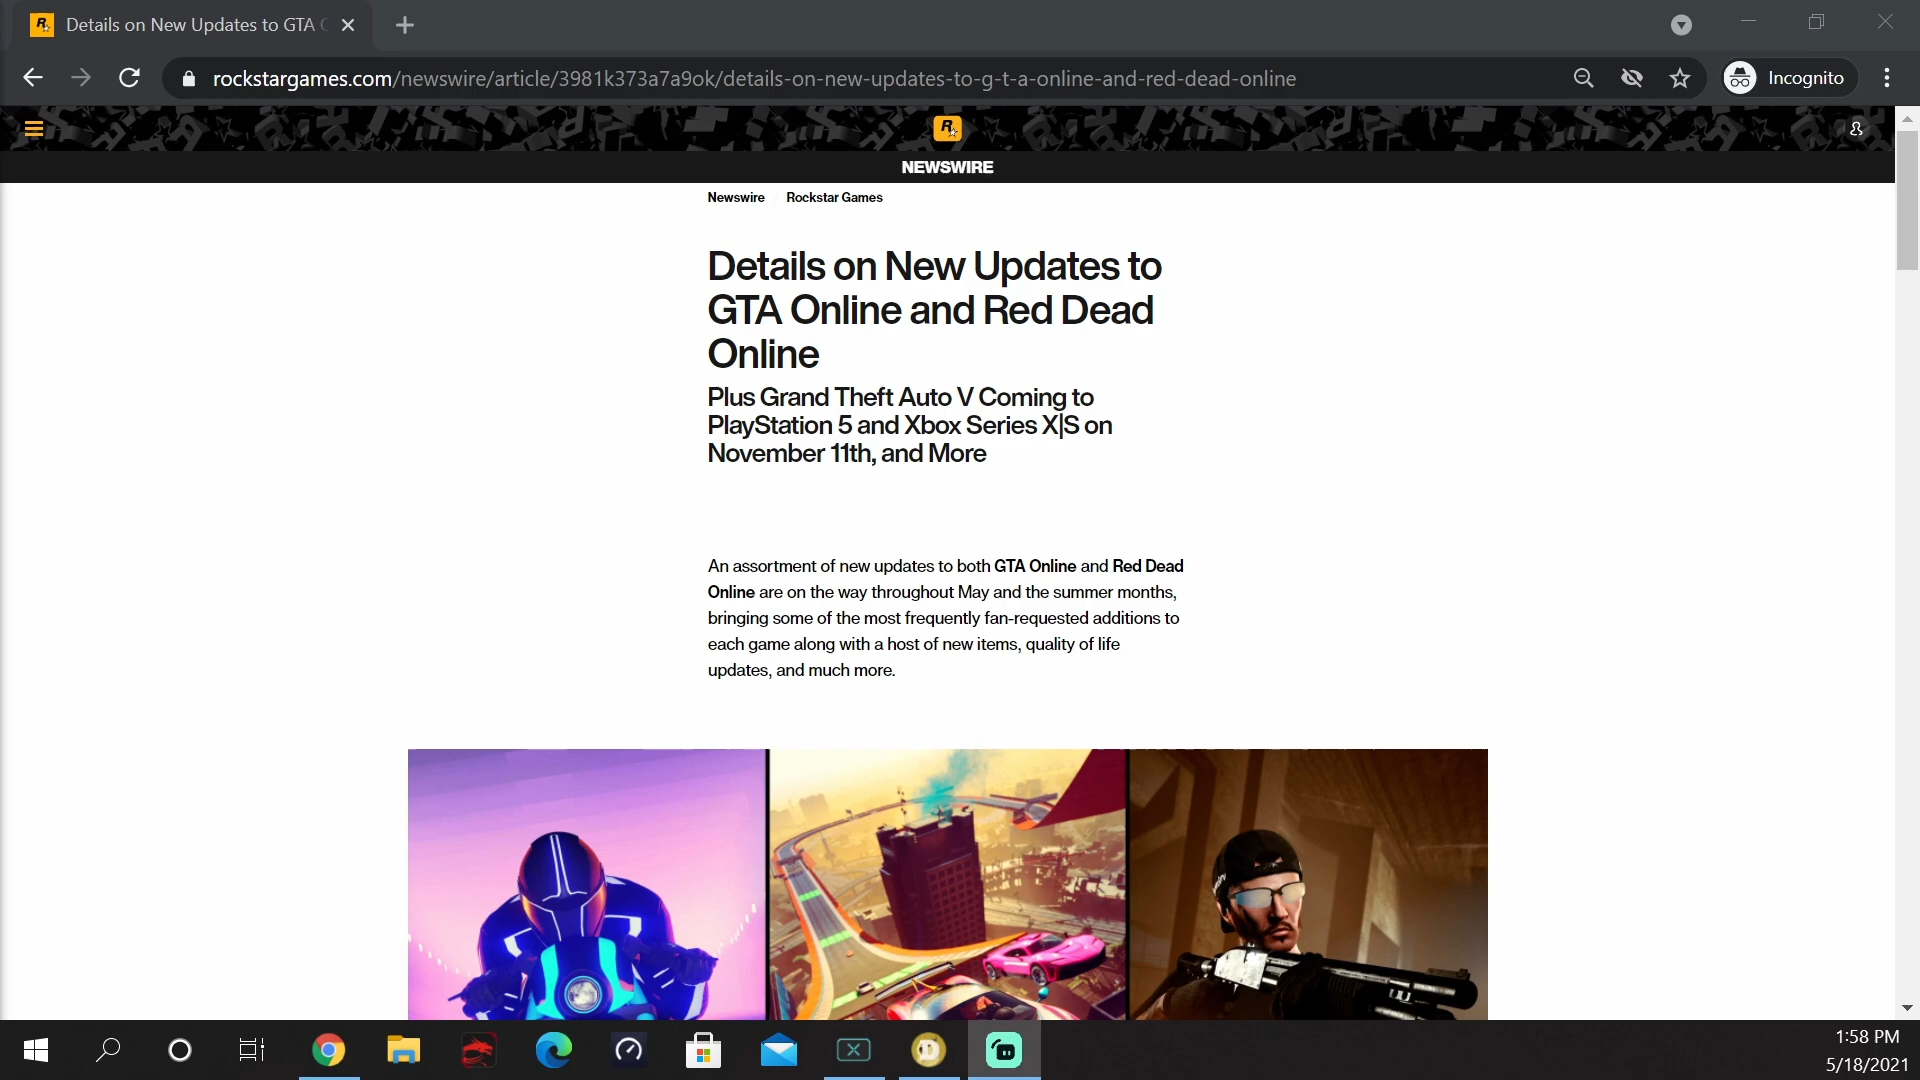 Details on New Updates to GTA
rockstargames.com/newswire/article/3981k373a7a9ok/details-on-new-updates-to-g-t-a-online-and-red-dead-online
Incognito
NEWSWIRE
Newswire Rockstar Games
Details on New Updates to
GTA Online and Red Dead
Online
Plus Grand Theft Auto V Coming to
PlayStation 5 and Xbox Series X|S on
November 11th, and More
An assortment of new updates to both GTA Online and Red Dead
Online are on the way throughout May and the summer months,
bringing some of the most frequently fan-requested additions to
each game along with a host of new items, quality of life
updates, and much more.
1:58 PM
5/18/2021